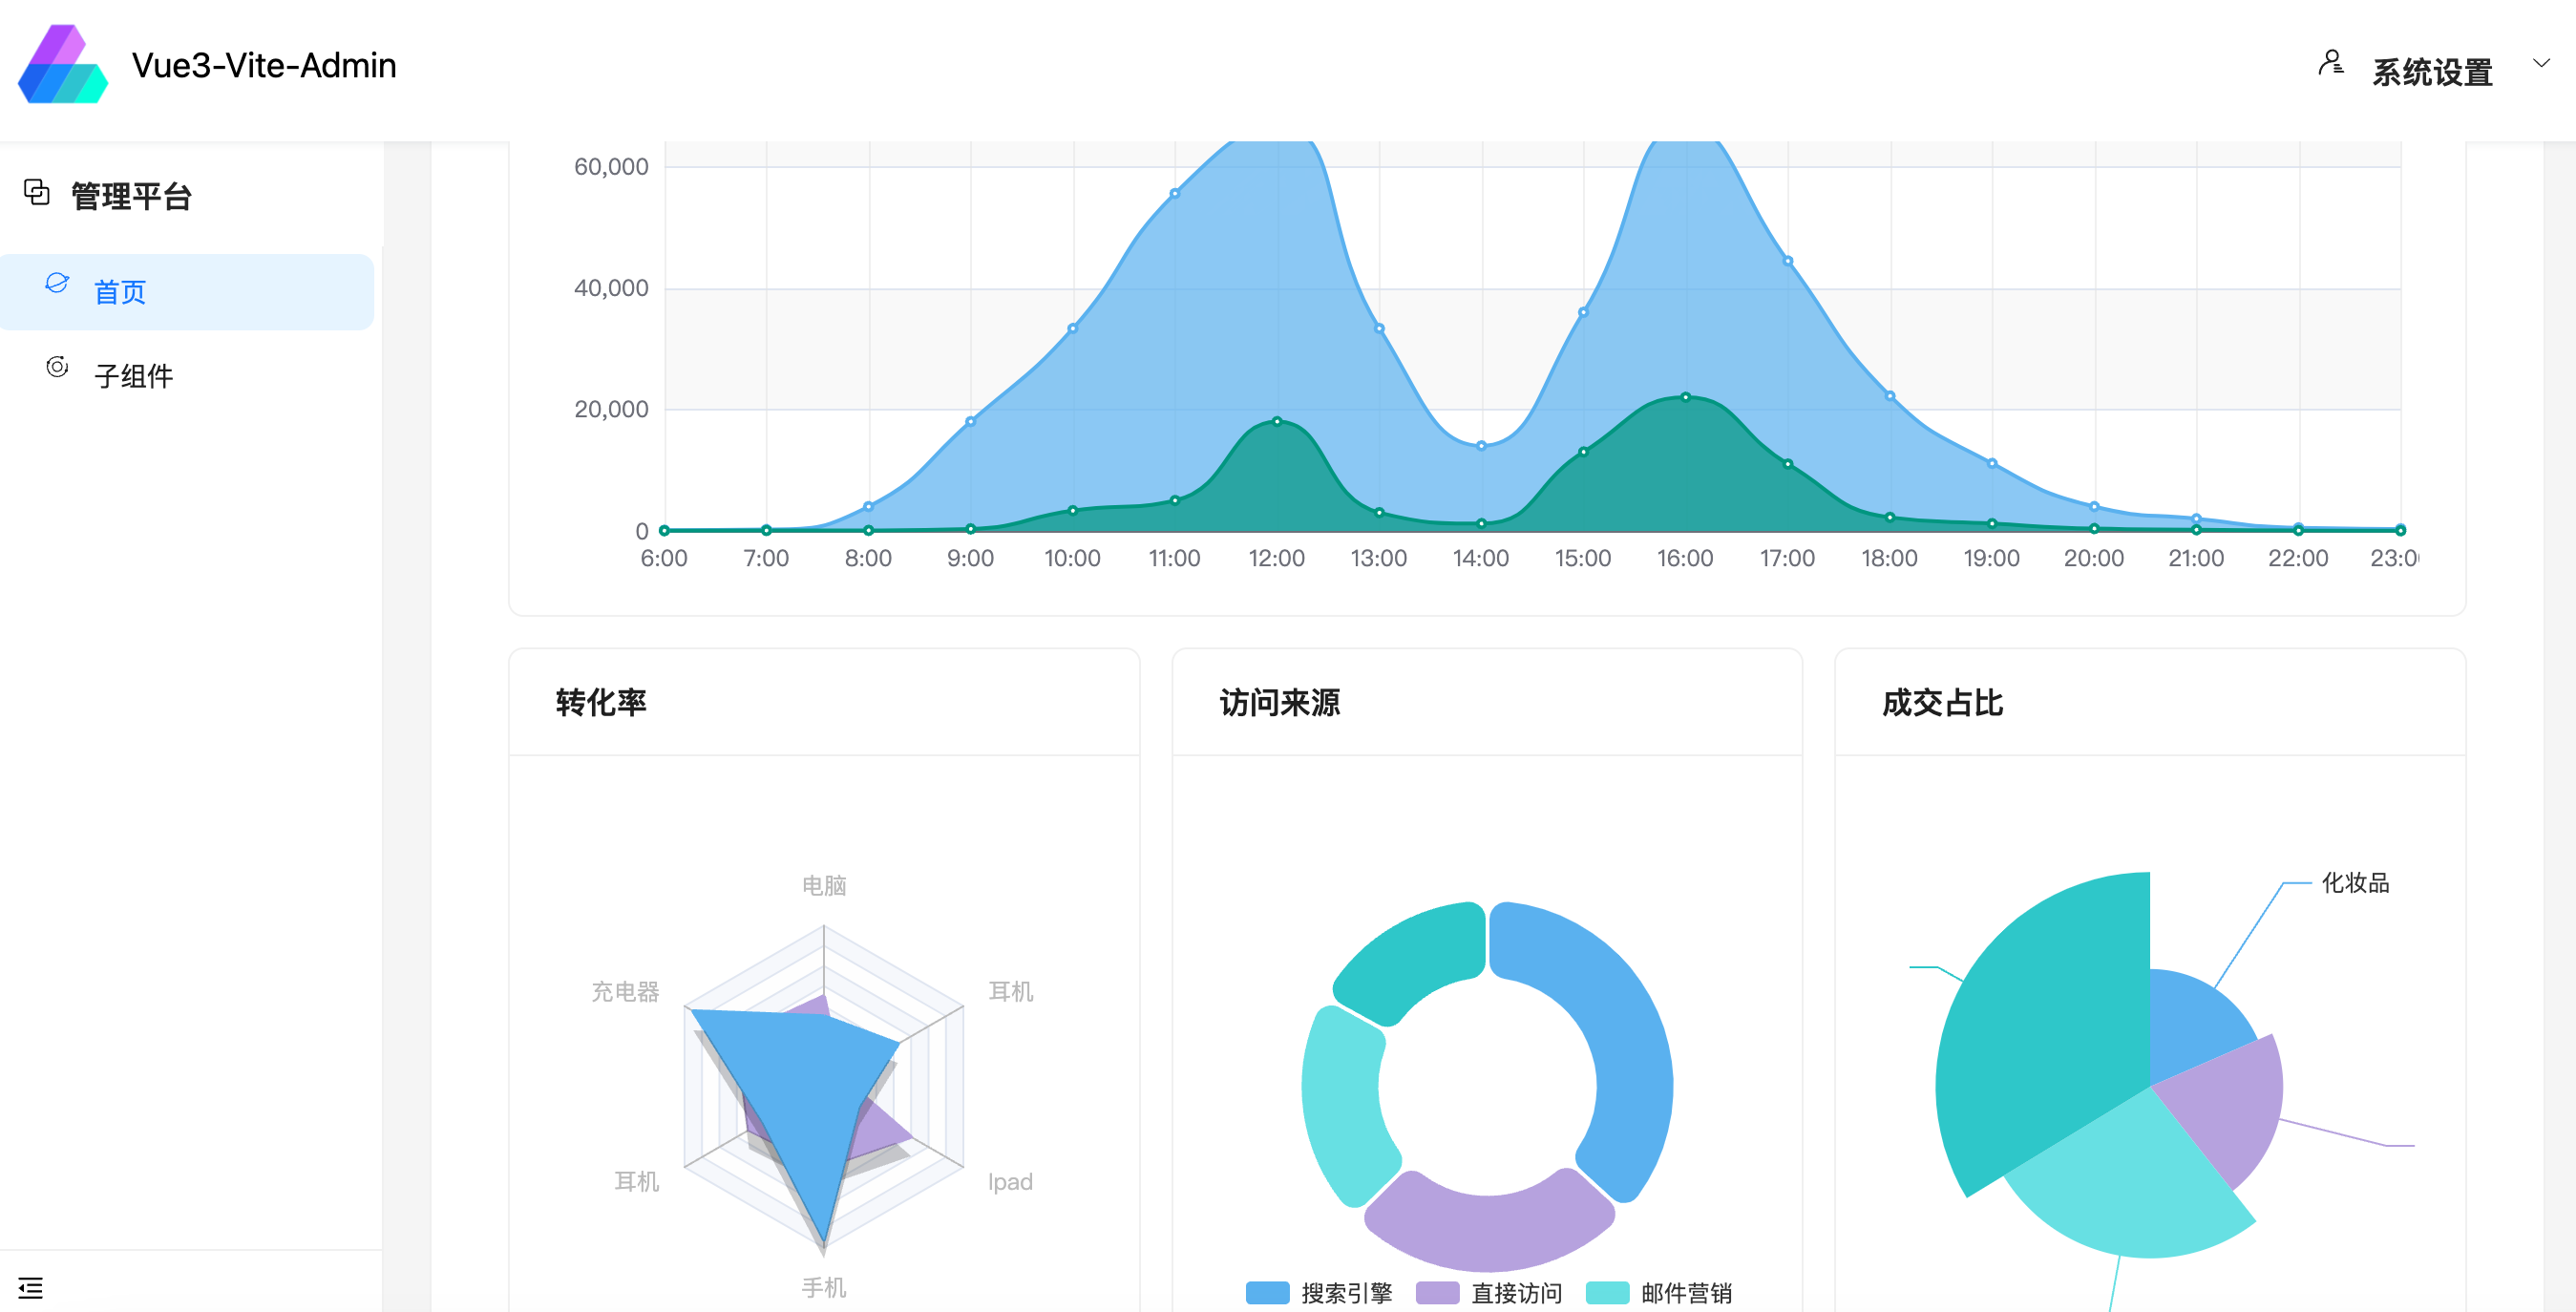 Vue3-Vite-Admin
系统设置
管理平台
首页
子组件
60,000
40,000
20,000
0
6:00 7:00 8:00 9:00 10:00 11:00 12:00 13:00 14:00 15:00 16:00 17:00 18:00 19:00 20:00 21:00 22:00 23:0
转化率
电脑
充电器
耳机
耳机
Ipad
手机
访问来源
搜索引擎 直接访问 邮件营销
成交占比
化妆品